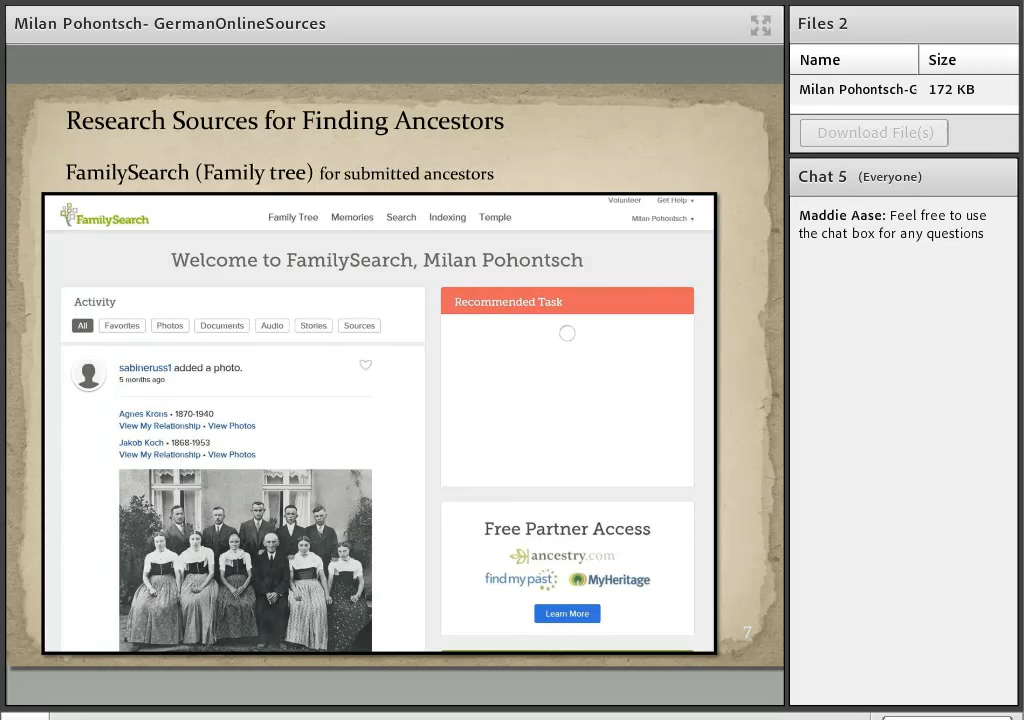 Milan Pohontsch- GermanOnlineSources
Research Sources for Finding Ancestors
FamilySearch (Family tree) for submitted ancestors
FamilySearch
Family Tree Memories Search Indexing Temple
Volunteer Get Help
Milan Pohontsch
Welcome to FamilySearch, Milan Pohontsch
Activity
All Favorites Photos Documents Audio Stories Sources
sabineruss1 added a photo.
5 months ago
Agnes Krons • 1870-1940
View My Relationship • View Photos
Jakob Koch • 1868-1953
View My Relationship • View Photos
Recommended Task
Free Partner Access
ancestry.com
findmypast MyHeritage
Learn More
7
Files 2
Name Size
Milan Pohontsch-G 172 KB
Download File(s)
Chat 5 (Everyone)
Maddie Aase: Feel free to use
the chat box for any questions